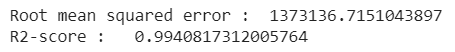 Root mean squared error :  1373136.7151043897
R2-score :   0.9940817312005764